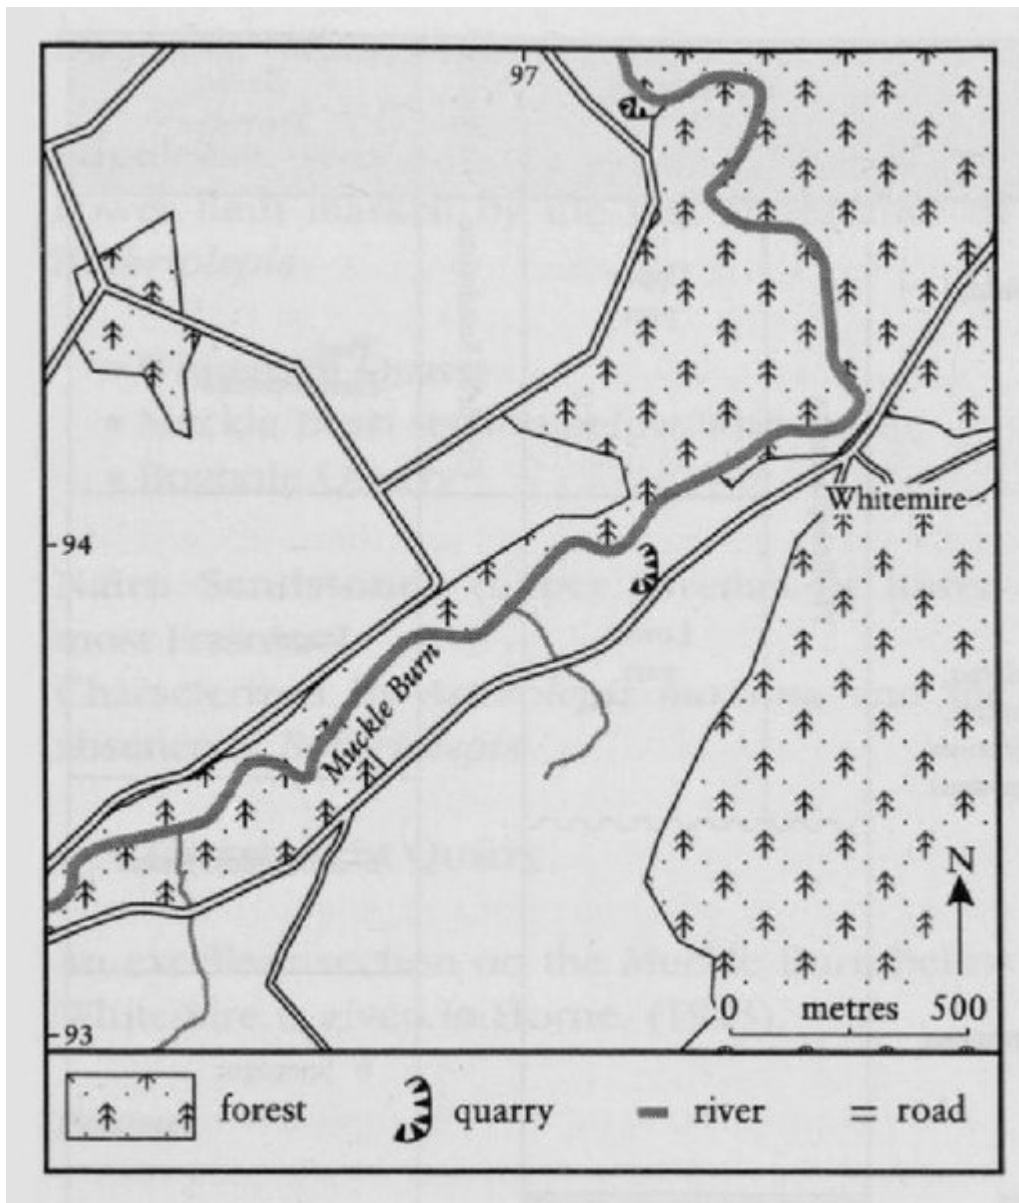 97
94
Whitemire
Muckle Burn
93
N
0 metres 500
forest
quarry
river
road